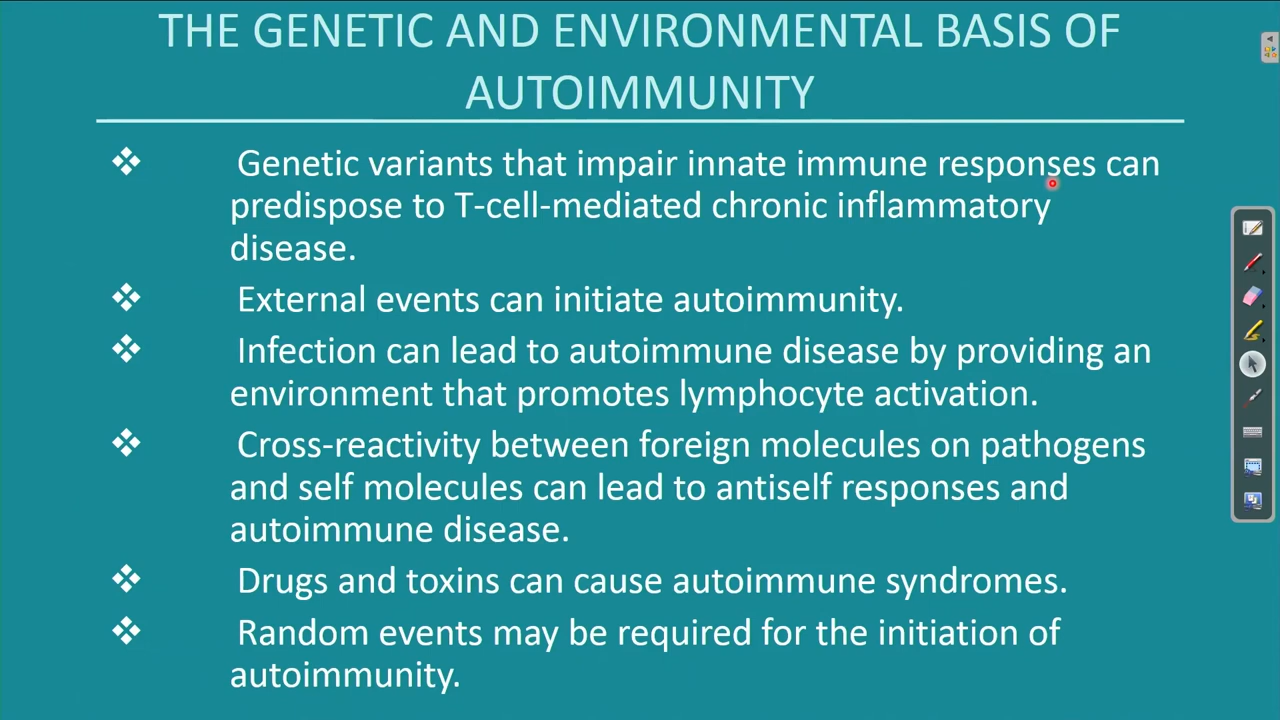 THE GENETIC AND ENVIRONMENTAL BASIS OF
AUTOIMMUNITY
❖ Genetic variants that impair innate immune responses can
predispose to T-cell-mediated chronic inflammatory
disease.
❖ External events can initiate autoimmunity.
❖ Infection can lead to autoimmune disease by providing an
environment that promotes lymphocyte activation.
❖ Cross-reactivity between foreign molecules on pathogens
and self molecules can lead to antiself responses and
autoimmune disease.
❖ Drugs and toxins can cause autoimmune syndromes.
❖ Random events may be required for the initiation of
autoimmunity.